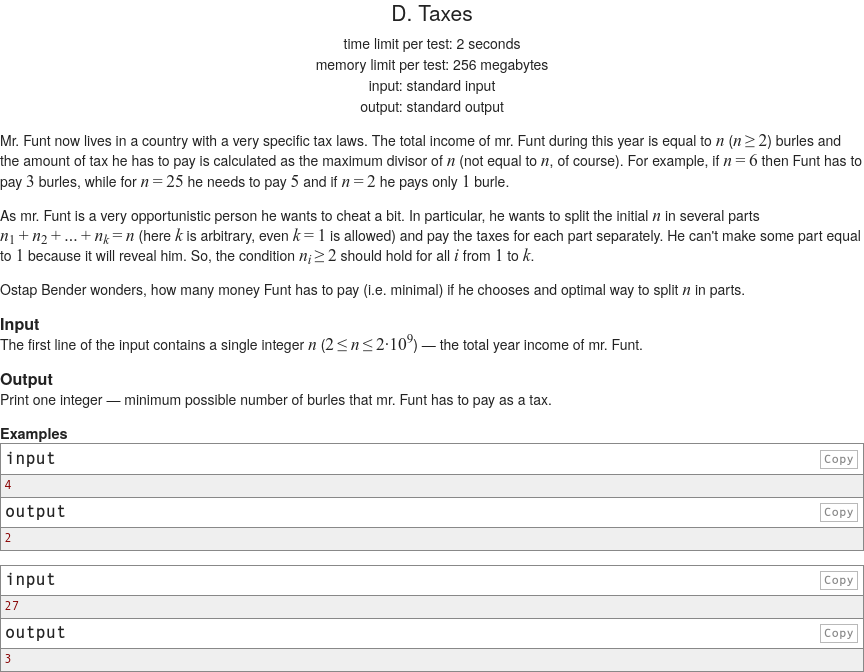 D. Taxes
time limit per test: 2 seconds
memory limit per test: 256 megabytes
input: standard input
output: standard output
Mr. Funt now lives in a country with a very specific tax laws. The total income of mr. Funt during this year is equal to n (n ≥ 2) burles and
the amount of tax he has to pay is calculated as the maximum divisor of n (not equal to n, of course). For example, if n = 6 then Funt has to
pay 3 burles, while for n = 25 he needs to pay 5 and if n = 2 he pays only 1 burle.
As mr. Funt is a very opportunistic person he wants to cheat a bit. In particular, he wants to split the initial n in several parts
n₁ + n₂ + ... + nₖ = n (here k is arbitrary, even k = 1 is allowed) and pay the taxes for each part separately. He can't make some part equal
to 1 because it will reveal him. So, the condition nᵢ ≥ 2 should hold for all i from 1 to k.
Ostap Bender wonders, how many money Funt has to pay (i.e. minimal) if he chooses and optimal way to split n in parts.
Input
The first line of the input contains a single integer n (2 ≤ n ≤ 2·10⁹) — the total year income of mr. Funt.
Output
Print one integer — minimum possible number of burles that mr. Funt has to pay as a tax.
Examples
input Copy
4
output Copy
2
input Copy
27
output Copy
3